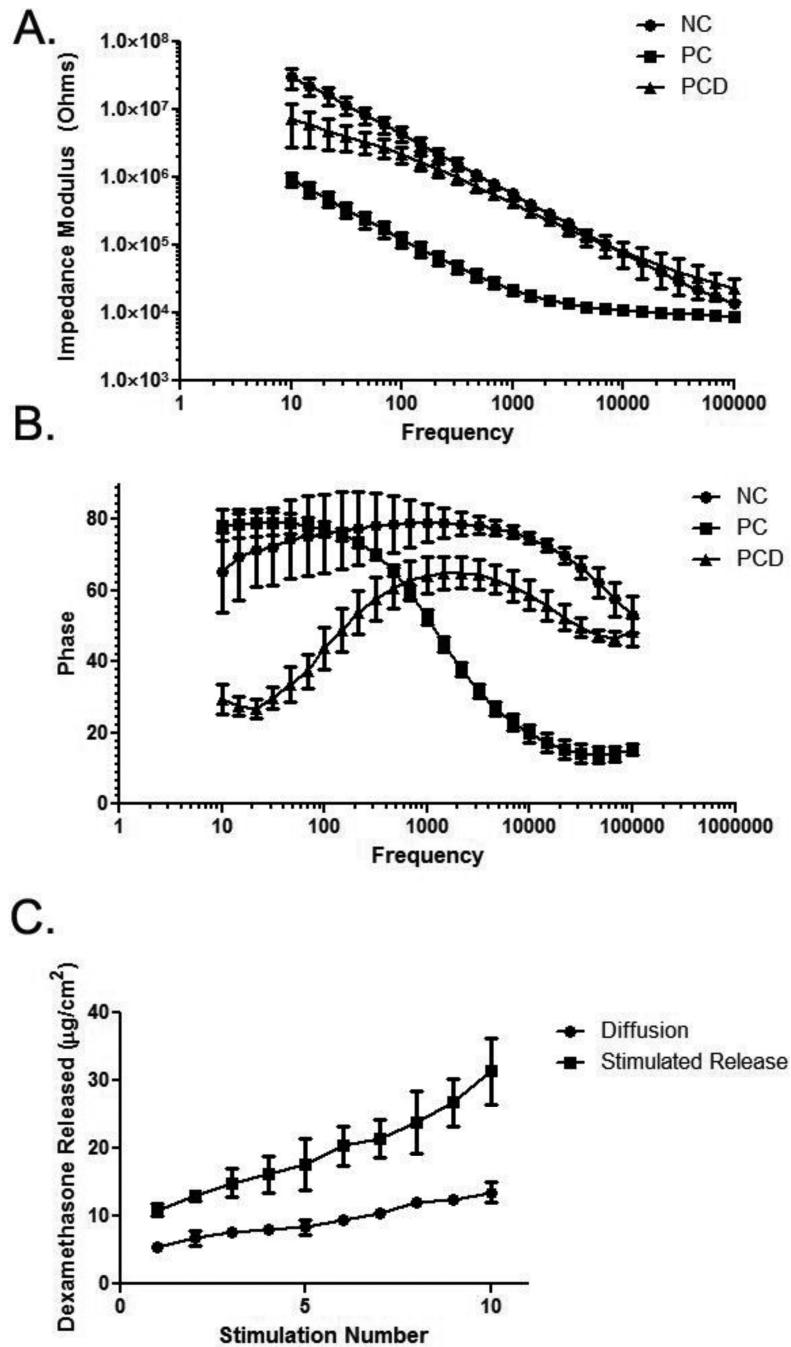 A.
NC
PC
PCD
Impedance Modulus (Ohms)
1.0×10⁸
1.0×10⁷
1.0×10⁶
1.0×10⁵
1.0×10⁴
1.0×10³
1 10 100 1000 10000 100000
Frequency
B.
NC
PC
PCD
Phase
80
60
40
20
0
1 10 100 1000 10000 100000 1000000
Frequency
C.
Diffusion
Stimulated Release
Dexamethasone Released (µg/cm²)
40
30
20
10
0
0 5 10
Stimulation Number